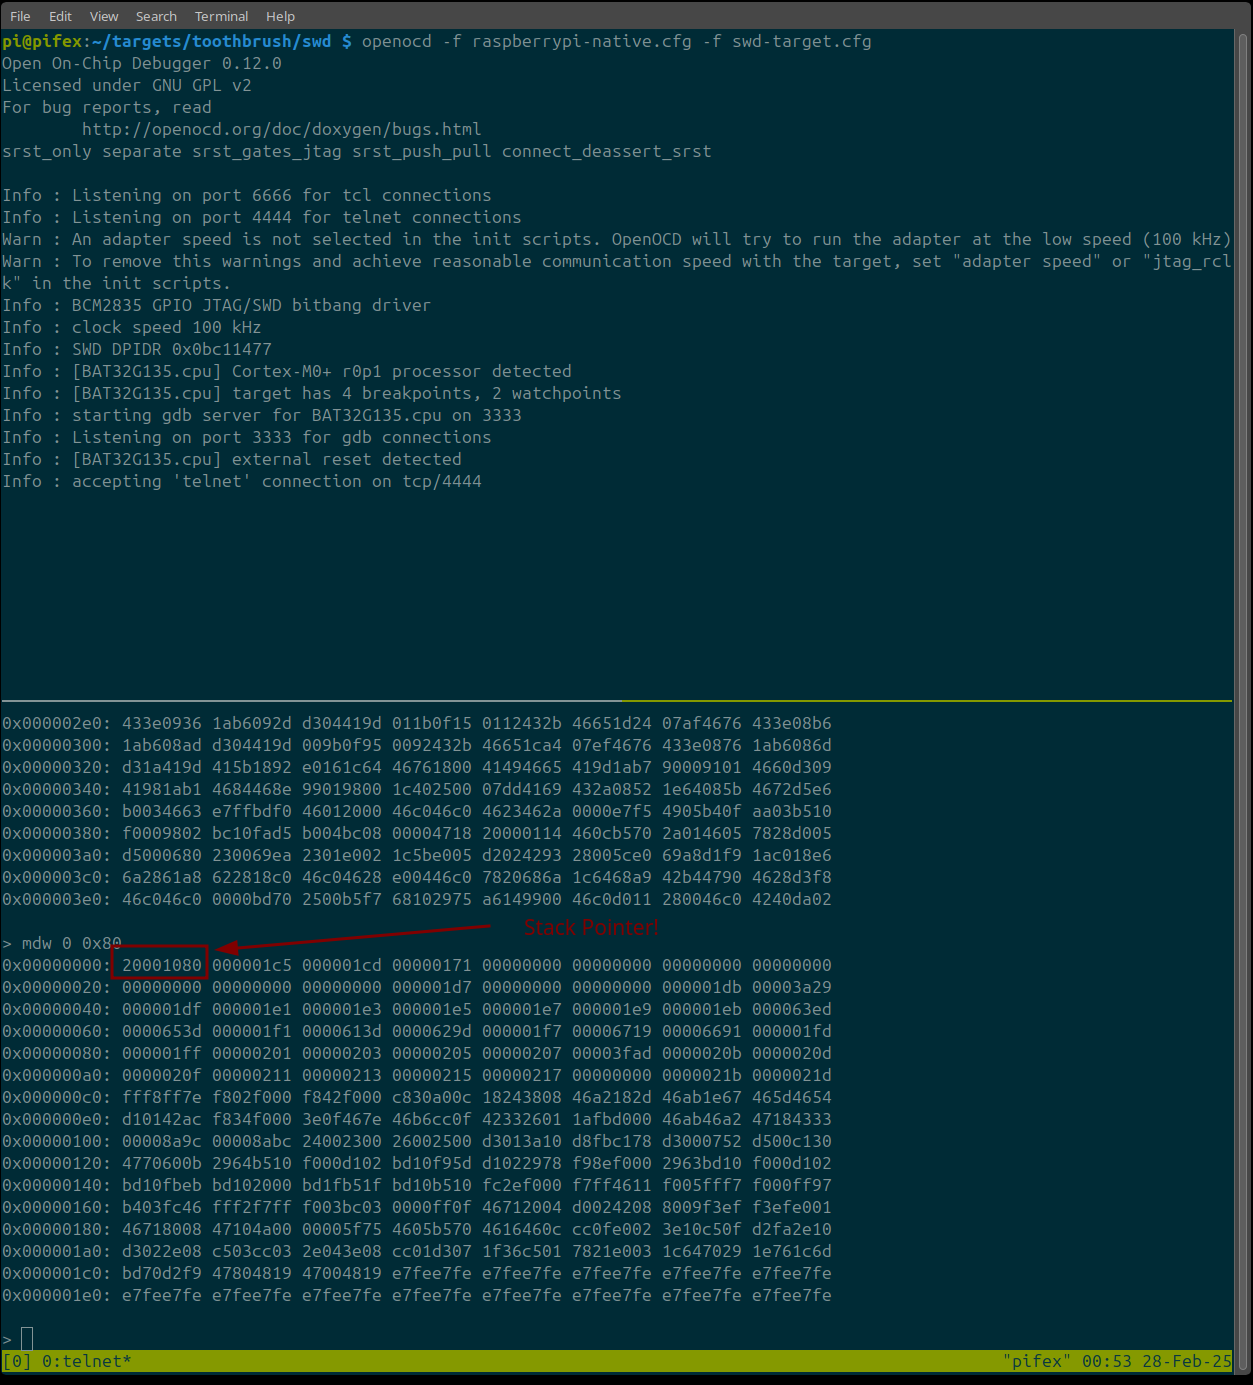 File Edit View Search Terminal Help
pi@pifex:~/targets/toothbrush/swd $ openocd -f raspberrypi-native.cfg -f swd-target.cfg
Open On-Chip Debugger 0.12.0
Licensed under GNU GPL v2
For bug reports, read
http://openocd.org/doc/doxygen/bugs.html
srst_only separate srst_gates_jtag srst_push_pull connect_deassert_srst
Info : Listening on port 6666 for tcl connections
Info : Listening on port 4444 for telnet connections
Warn : An adapter speed is not selected in the init scripts. OpenOCD will try to run the adapter at the low speed (100 kHz)
Warn : To remove this warnings and achieve reasonable communication speed with the target, set "adapter speed" or "jtag_rcl
k" in the init scripts.
Info : BCM2835 GPIO JTAG/SWD bitbang driver
Info : clock speed 100 kHz
Info : SWD DPIDR 0x0bc11477
Info : [BAT32G135.cpu] Cortex-M0+ r0p1 processor detected
Info : [BAT32G135.cpu] target has 4 breakpoints, 2 watchpoints
Info : starting gdb server for BAT32G135.cpu on 3333
Info : Listening on port 3333 for gdb connections
Info : [BAT32G135.cpu] external reset detected
Info : accepting 'telnet' connection on tcp/4444
0x000002e0: 433e0936 1ab6092d d304419d 011b0f15 0112432b 46651d24 07af4676 433e08b6
0x00000300: 1ab608ad d304419d 009b0f95 0092432b 46651ca4 07ef4676 433e0876 1ab6086d
0x00000320: d31a419d 415b1892 e0161c64 46761800 41494665 419d1ab7 90009101 4660d309
0x00000340: 41981ab1 4684468e 99019800 1c402500 07dd4169 432a0852 1e64085b 4672d5e6
0x00000360: b0034663 e7ffbdf0 46012000 46c046c0 4623462a 0000e7f5 4905b40f aa03b510
0x00000380: f0009802 bc10fad5 b004bc08 00004718 20000114 460cb570 2a014605 7828d005
0x000003a0: d5000680 230069ea 2301e002 1c5be005 d2024293 28005ce0 69a8d1f9 1ac018e6
0x000003c0: 6a2861a8 622818c0 46c04628 e00446c0 7820686a 1c6468a9 42b44790 4628d3f8
0x000003e0: 46c046c0 0000bd70 2500b5f7 68102975 a6149900 46c0d011 280046c0 4240da02
Stack Pointer!
> mdw 0 0x80
0x00000000: 20001080 000001c5 000001cd 00000171 00000000 00000000 00000000 00000000
0x00000020: 00000000 00000000 00000000 000001d7 00000000 00000000 000001db 00003a29
0x00000040: 000001df 000001e1 000001e3 000001e5 000001e7 000001e9 000001eb 000063ed
0x00000060: 0000653d 000001f1 0000613d 0000629d 000001f7 00006719 00006691 000001fd
0x00000080: 000001ff 00000201 00000203 00000205 00000207 00003fad 0000020b 0000020d
0x000000a0: 0000020f 00000211 00000213 00000215 00000217 00000000 0000021b 0000021d
0x000000c0: fff8ff7e f802f000 f842f000 c830a00c 18243808 46a2182d 46ab1e67 465d4654
0x000000e0: d10142ac f834f000 3e0f467e 46b6cc0f 42332601 1afbd000 46ab46a2 47184333
0x00000100: 00008a9c 00008abc 24002300 26002500 d3013a10 d8fbc178 d3000752 d500c130
0x00000120: 4770600b 2964b510 f000d102 bd10f95d d1022978 f98ef000 2963bd10 f000d102
0x00000140: bd10fbeb bd102000 bd1fb51f bd10b510 fc2ef000 f7ff4611 f005fff7 f000ff97
0x00000160: b403fc46 fff2f7ff f003bc03 0000ff0f 46712004 d0024208 8009f3ef f3efe001
0x00000180: 46718008 47104a00 00005f75 4605b570 4616460c cc0fe002 3e10c50f d2fa2e10
0x000001a0: d3022e08 c503cc03 2e043e08 cc01d307 1f36c501 7821e003 1c647029 1e761c6d
0x000001c0: bd70d2f9 47804819 47004819 e7fee7fe e7fee7fe e7fee7fe e7fee7fe e7fee7fe
0x000001e0: e7fee7fe e7fee7fe e7fee7fe e7fee7fe e7fee7fe e7fee7fe e7fee7fe e7fee7fe
>
[0] 0:telnet* "pifex" 00:53 28-Feb-25